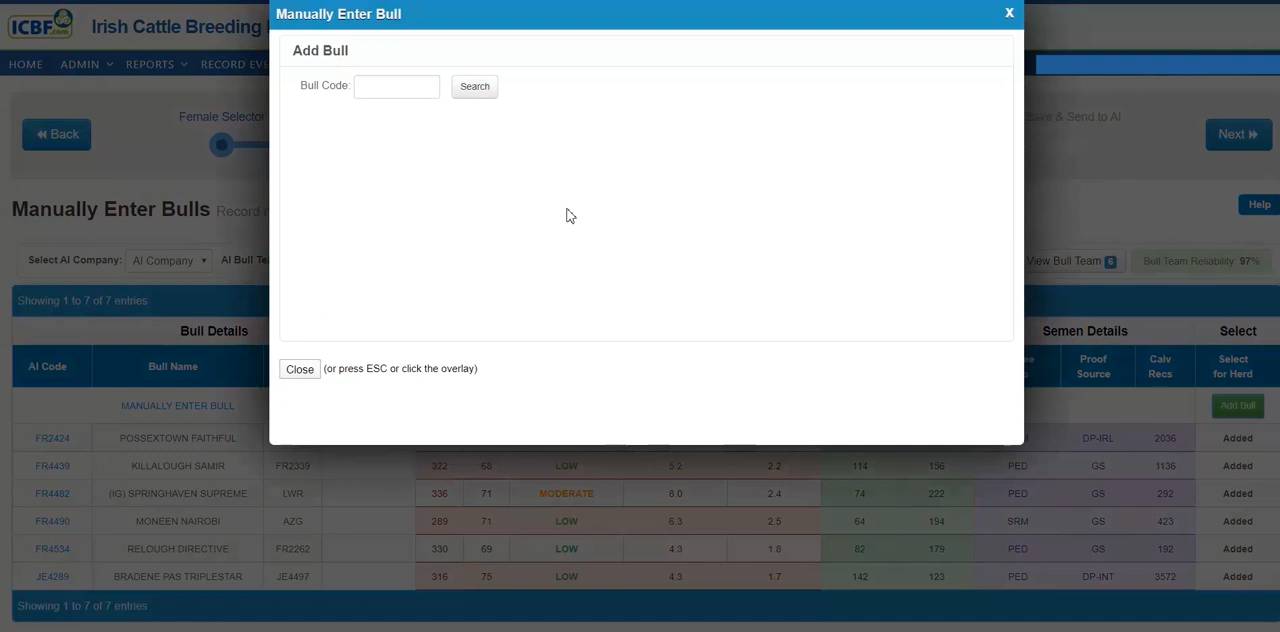 Manually Enter Bull
X
ICBF.com
Irish Cattle Breeding
Add Bull
HOME ADMIN REPORTS RECORD EVE
Bull Code:
Search
Female Selector
ave & Send to AI
Back
Next
Manually Enter Bulls Record
Help
Select AI Company: AI Company AI Bull Te
View Bull Team 6
Bull Team Reliability: 97%
Showing 1 to 7 of 7 entries
Bull Details
Semen Details
Select
Close (or press ESC or click the overlay)
AI Code Bull Name Proof Source Calv Recs Select for Herd
MANUALLY ENTER BULL Add Bull
FR2424 POSSEXTOWN FAITHFUL DP-IRL 2036 Added
FR4439 KILLALOUGH SAMIR FR2339 322 68 LOW 5.2 2.2 114 156 PED GS 1136 Added
FR4482 (IG) SPRINGHAVEN SUPREME LWR 336 71 MODERATE 8.0 2.4 74 222 PED GS 292 Added
FR4490 MONEEN NAIROBI AZG 289 71 LOW 6.3 2.5 64 194 SRM GS 423 Added
FR4534 RELOUGH DIRECTIVE FR2262 330 69 LOW 4.3 1.8 82 179 PED GS 192 Added
JE4289 BRADENE PAS TRIPLESTAR JE4497 316 75 LOW 4.3 1.7 142 123 PED DP-INT 3572 Added
Showing 1 to 7 of 7 entries